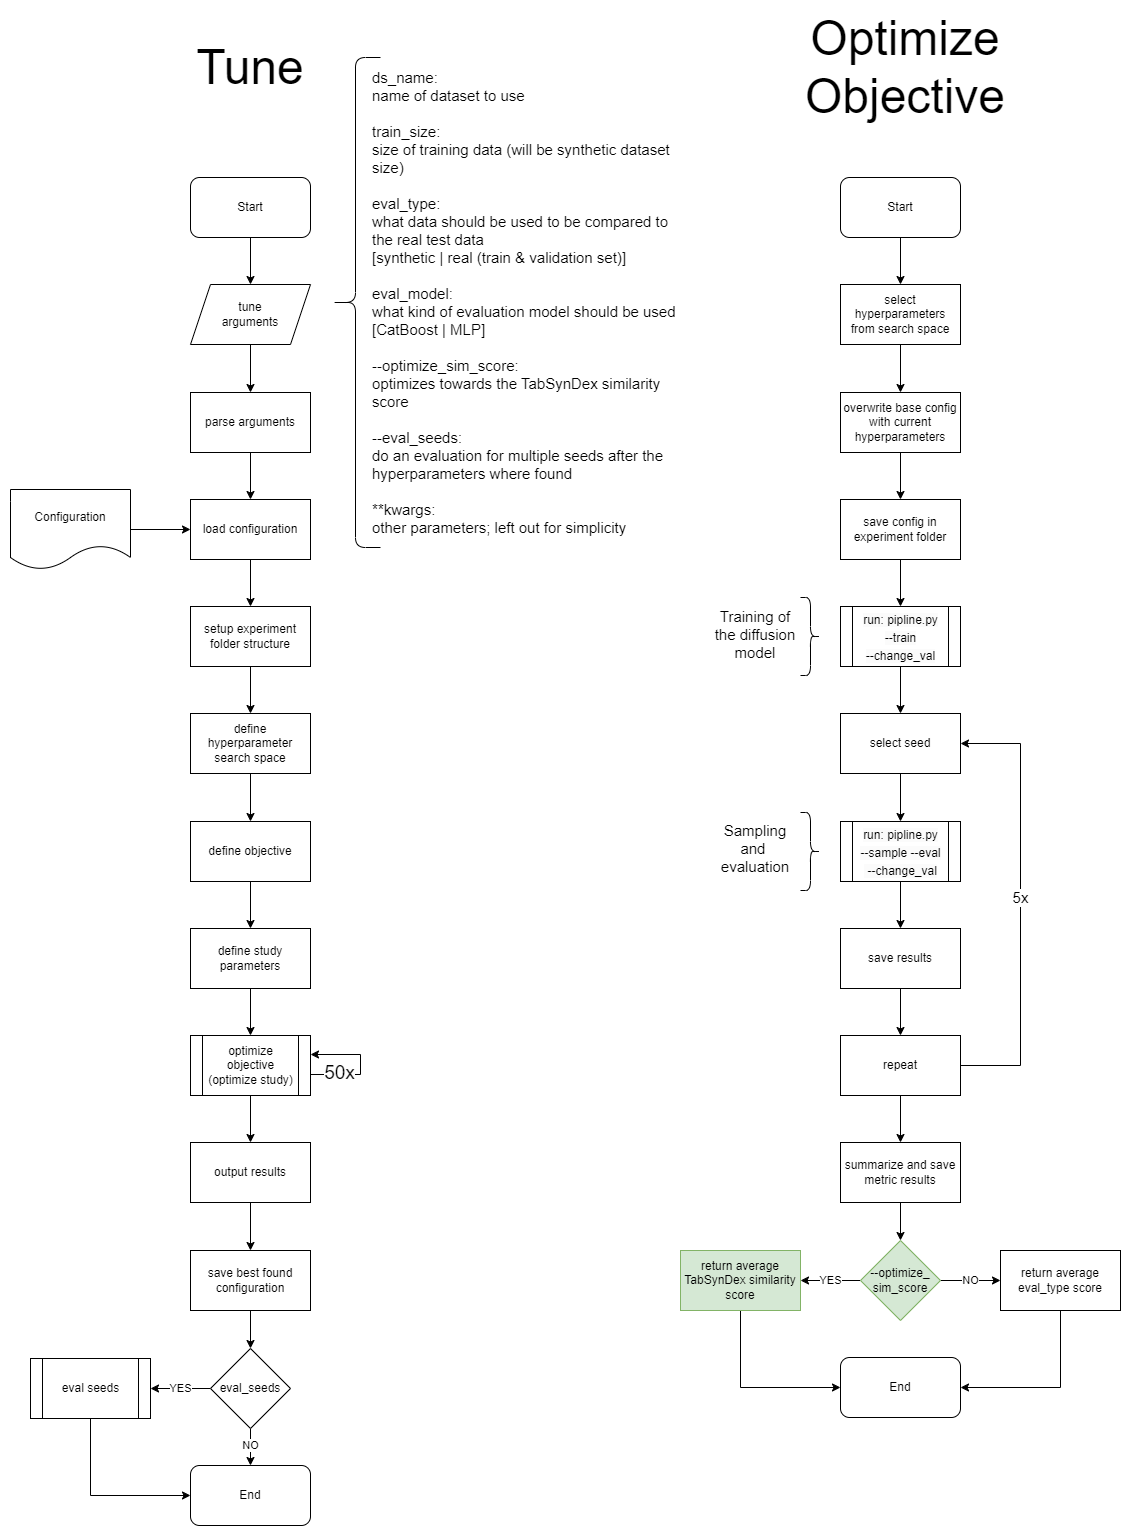 Tune
ds_name:
name of dataset to use
train_size:
size of training data (will be synthetic dataset
size)
eval_type:
what data should be used to be compared to
the real test data
[synthetic | real (train & validation set)]
eval_model:
what kind of evaluation model should be used
[CatBoost | MLP]
--optimize_sim_score:
optimizes towards the TabSynDex similarity
score
--eval_seeds:
do an evaluation for multiple seeds after the
hyperparameters where found
**kwargs:
other parameters; left out for simplicity
Start
tune
arguments
parse arguments
Configuration
load configuration
setup experiment
folder structure
define
hyperparameter
search space
define objective
define study
parameters
optimize
objective
(optimize study)
50x
output results
save best found
configuration
eval_seeds
YES
eval seeds
NO
End
Optimize
Objective
Start
select
hyperparameters
from search space
overwrite base config
with current
hyperparameters
save config in
experiment folder
Training of
the diffusion
model
run: pipline.py
--train
--change_val
select seed
Sampling
and
evaluation
run: pipline.py
--sample --eval
--change_val
5x
save results
repeat
summarize and save
metric results
--optimize_
sim_score
YES
return average
TabSynDex similarity
score
NO
return average
eval_type score
End